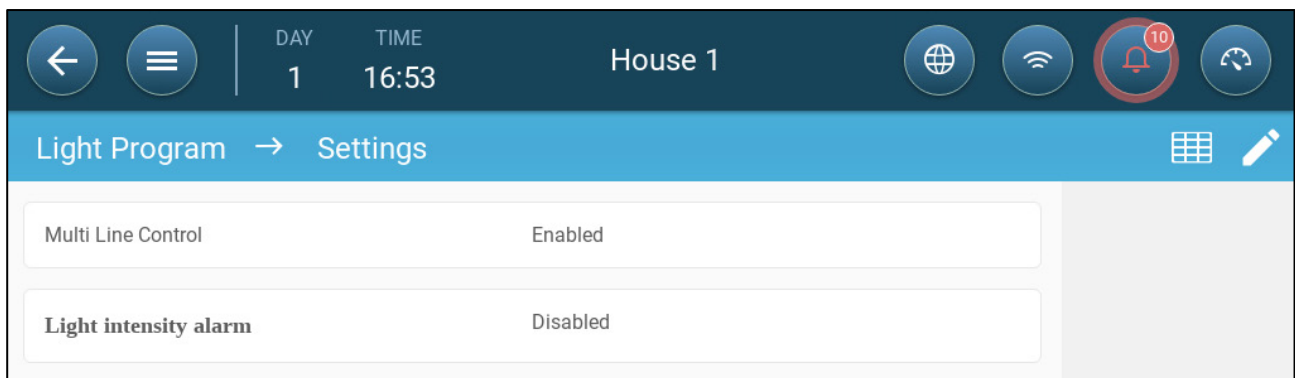 DAY TIME House 1 10
1 16:53
Light Program → Settings
Multi Line Control Enabled
Light intensity alarm Disabled